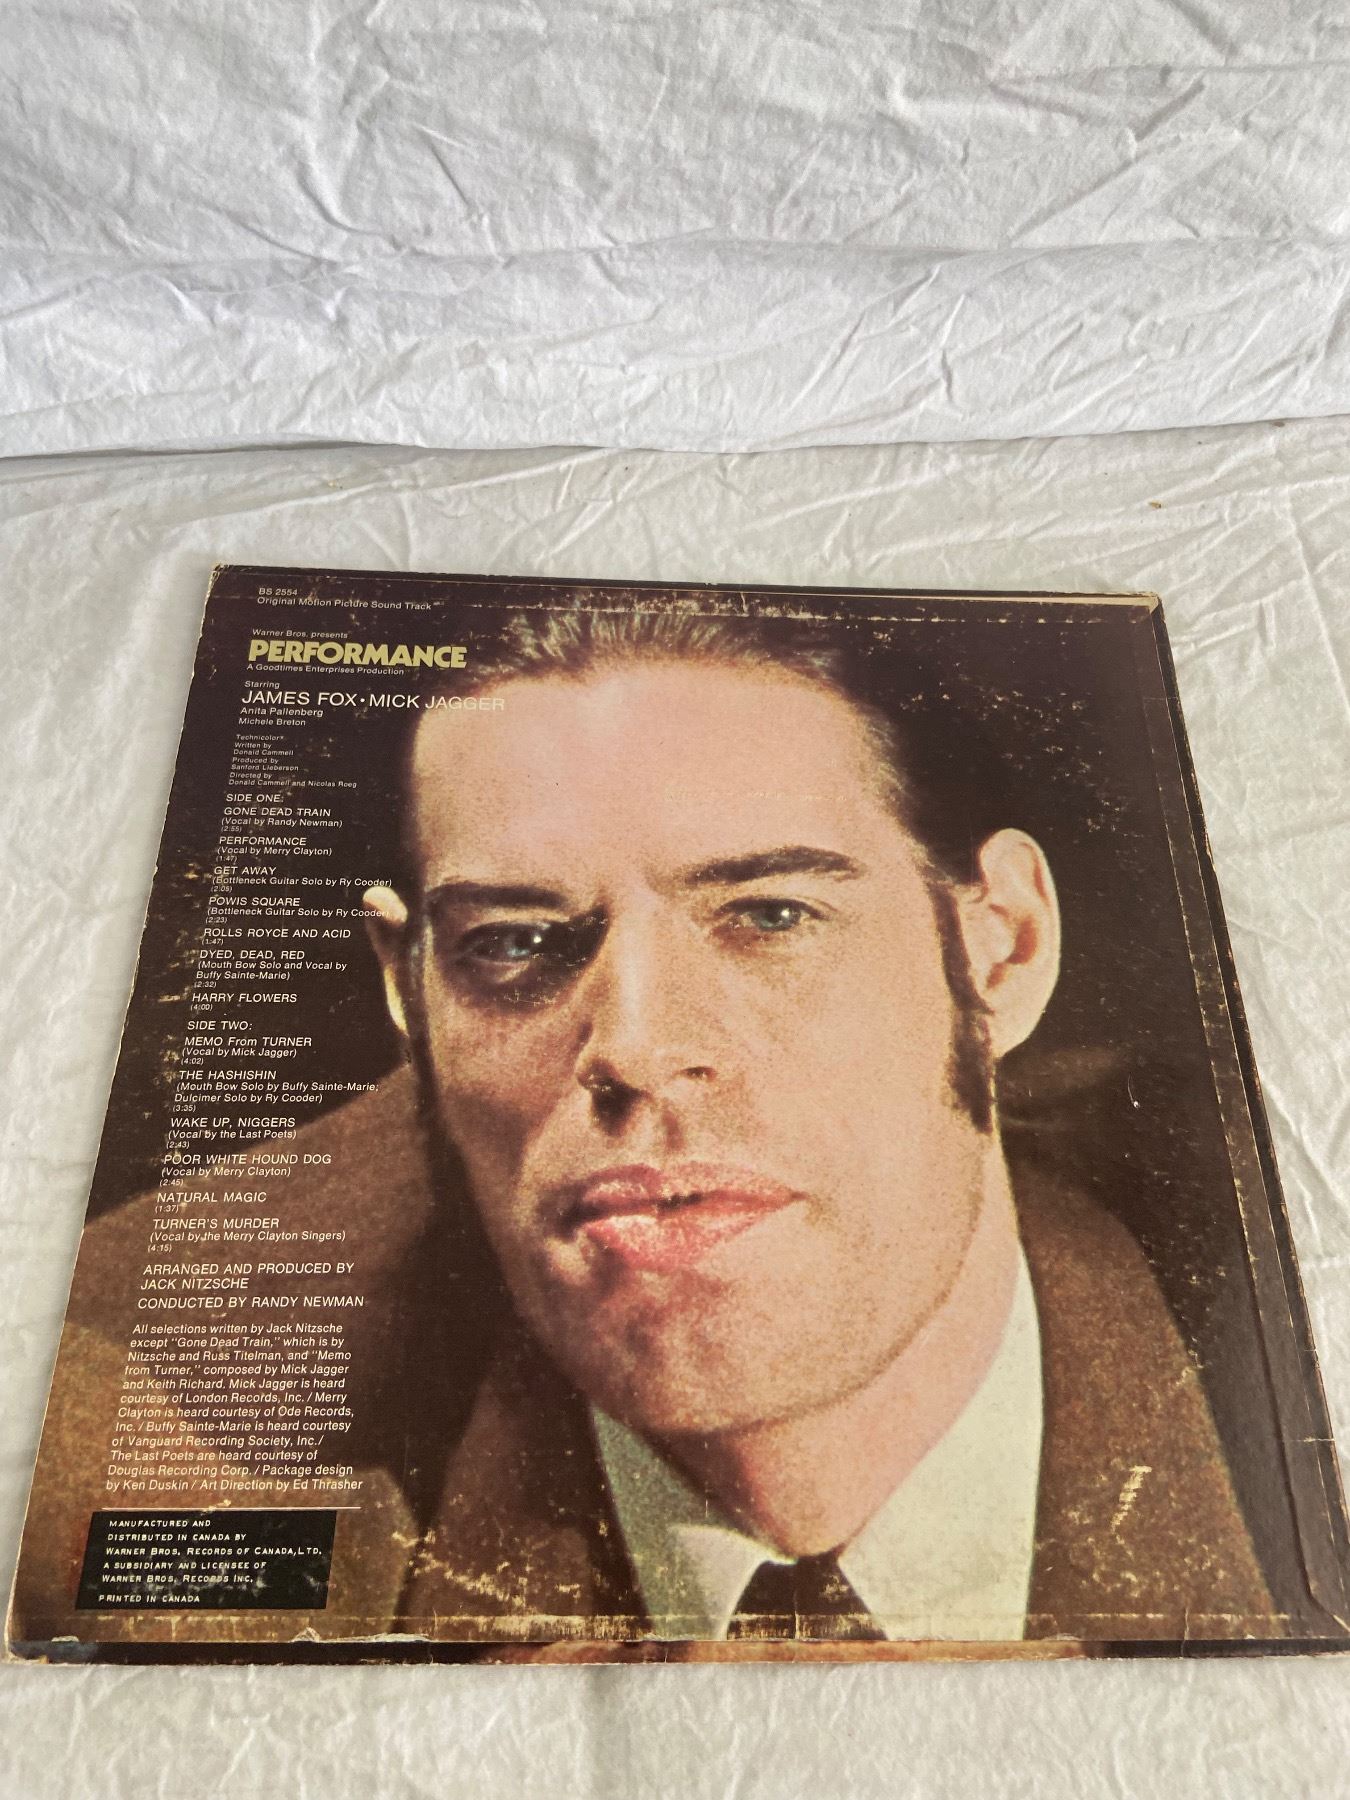 BS 2554
Original Motion Picture Sound Track
Warner Bros. presents
PERFORMANCE
A Goodtimes Enterprises Production
Starring
JAMES FOX • MICK JAGGER
Anita Pallenberg
Michele Breton
Technicolor®
Written by
Donald Cammell
Produced by
Sanford Lieberson
Directed by
Donald Cammell and Nicolas Roeg
SIDE ONE:
GONE DEAD TRAIN
(Vocal by Randy Newman)
(2:55)
PERFORMANCE
(Vocal by Merry Clayton)
(1:47)
GET AWAY
(Bottleneck Guitar Solo by Ry Cooder)
(2:05)
POWIS SQUARE
(Bottleneck Guitar Solo by Ry Cooder)
(2:23)
ROLLS ROYCE AND ACID
(1:47)
DYED, DEAD, RED
(Mouth Bow Solo and Vocal by
Buffy Sainte-Marie)
(2:32)
HARRY FLOWERS
(4:00)
SIDE TWO:
MEMO From TURNER
(Vocal by Mick Jagger)
(4:02)
THE HASHISHIN
(Mouth Bow Solo by Buffy Sainte-Marie;
Dulcimer Solo by Ry Cooder)
(3:35)
WAKE UP, NIGGERS
(Vocal by the Last Poets)
(2:43)
POOR WHITE HOUND DOG
(Vocal by Merry Clayton)
(2:45)
NATURAL MAGIC
(1:37)
TURNER'S MURDER
(Vocal by the Merry Clayton Singers)
(4:15)
ARRANGED AND PRODUCED BY
JACK NITZSCHE
CONDUCTED BY RANDY NEWMAN
All selections written by Jack Nitzsche
except "Gone Dead Train," which is by
Nitzsche and Russ Titelman, and "Memo
from Turner," composed by Mick Jagger
and Keith Richard. Mick Jagger is heard
courtesy of London Records, Inc. / Merry
Clayton is heard courtesy of Ode Records,
Inc. / Buffy Sainte-Marie is heard courtesy
of Vanguard Recording Society, Inc. /
The Last Poets are heard courtesy of
Douglas Recording Corp. / Package design
by Ken Duskin / Art Direction by Ed Thrasher
MANUFACTURED AND
DISTRIBUTED IN CANADA BY
WARNER BROS. RECORDS OF CANADA, LTD.
A SUBSIDIARY AND LICENSEE OF
WARNER BROS. RECORDS INC.
PRINTED IN CANADA